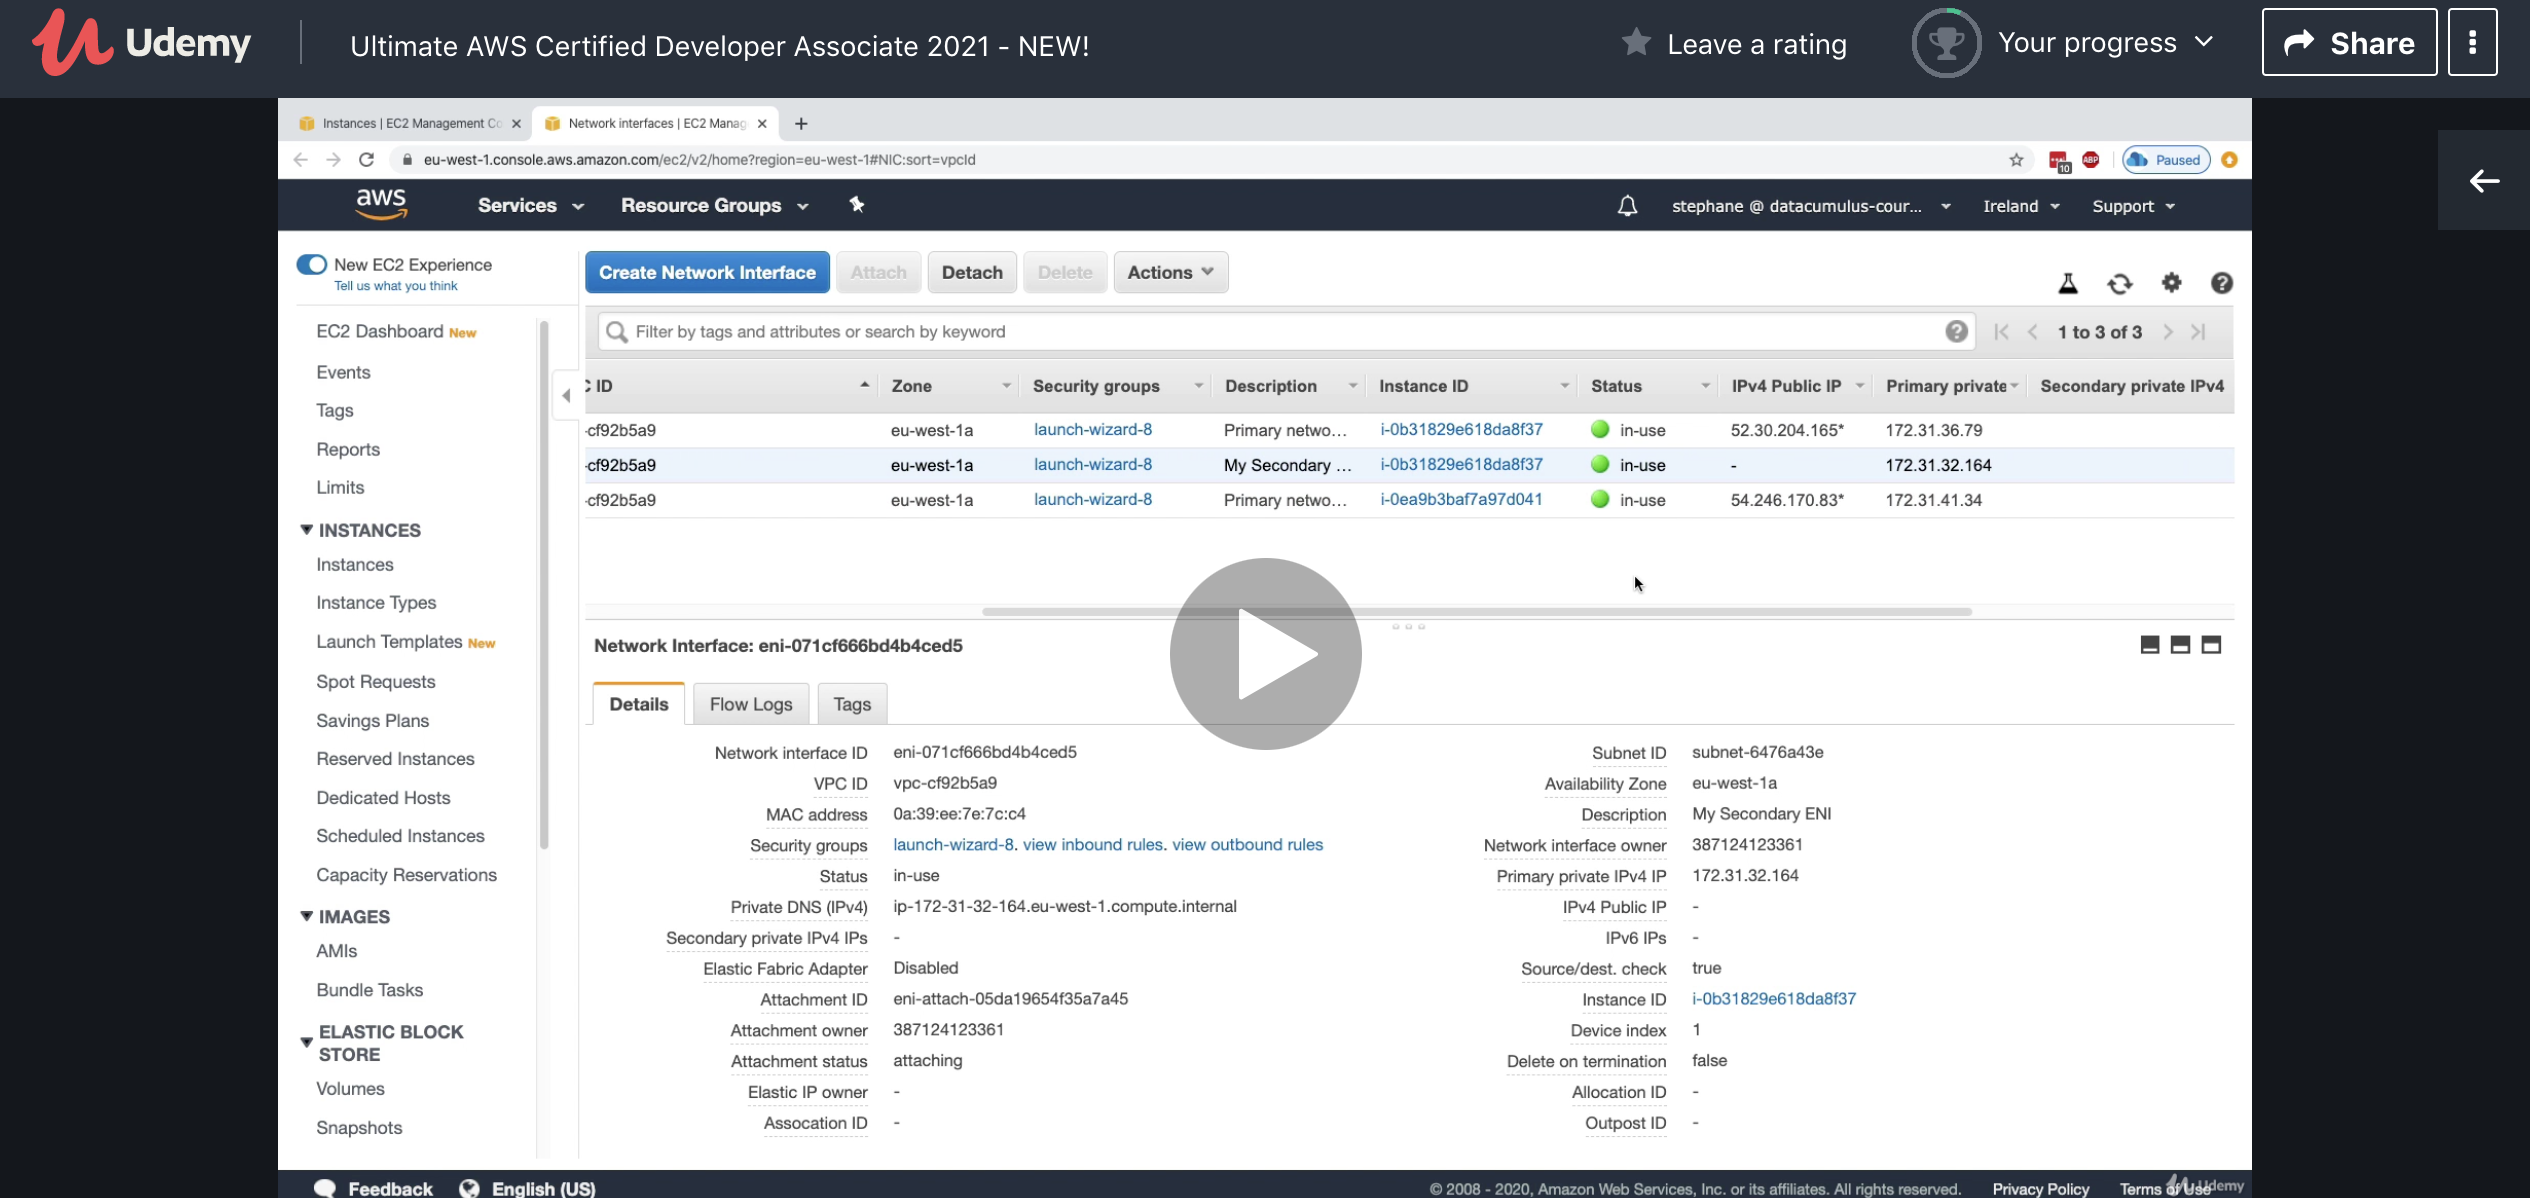 Udemy
Ultimate AWS Certified Developer Associate 2021 - NEW!
Leave a rating
Your progress
Share
Instances | EC2 Management Co
Network interfaces | EC2 Manag
eu-west-1.console.aws.amazon.com/ec2/v2/home?region=eu-west-1#NIC:sort=vpcId
10
ABP
Paused
aws
Services
Resource Groups
stephane @ datacumulus-cour...
Ireland
Support
New EC2 Experience
Tell us what you think
EC2 Dashboard New
Events
Tags
Reports
Limits
INSTANCES
Instances
Instance Types
Launch Templates New
Spot Requests
Savings Plans
Reserved Instances
Dedicated Hosts
Scheduled Instances
Capacity Reservations
IMAGES
AMIs
Bundle Tasks
ELASTIC BLOCK
STORE
Volumes
Snapshots
Create Network Interface Attach Detach Delete Actions
Filter by tags and attributes or search by keyword
1 to 3 of 3
C ID Zone Security groups Description Instance ID Status IPv4 Public IP Primary private Secondary private IPv4
-cf92b5a9 eu-west-1a launch-wizard-8 Primary netwo... i-0b31829e618da8f37 in-use 52.30.204.165* 172.31.36.79
-cf92b5a9 eu-west-1a launch-wizard-8 My Secondary ... i-0b31829e618da8f37 in-use - 172.31.32.164
-cf92b5a9 eu-west-1a launch-wizard-8 Primary netwo... i-0ea9b3baf7a97d041 in-use 54.246.170.83* 172.31.41.34
Network Interface: eni-071cf666bd4b4ced5
Details Flow Logs Tags
Network interface ID eni-071cf666bd4b4ced5 Subnet ID subnet-6476a43e
VPC ID vpc-cf92b5a9 Availability Zone eu-west-1a
MAC address 0a:39:ee:7e:7c:c4 Description My Secondary ENI
Security groups launch-wizard-8. view inbound rules. view outbound rules Network interface owner 387124123361
Status in-use Primary private IPv4 IP 172.31.32.164
Private DNS (IPv4) ip-172-31-32-164.eu-west-1.compute.internal IPv4 Public IP -
Secondary private IPv4 IPs - IPv6 IPs -
Elastic Fabric Adapter Disabled Source/dest. check true
Attachment ID eni-attach-05da19654f35a7a45 Instance ID i-0b31829e618da8f37
Attachment owner 387124123361 Device index 1
Attachment status attaching Delete on termination false
Elastic IP owner - Allocation ID -
Assocation ID - Outpost ID -
Feedback English (US) © 2008 - 2020, Amazon Web Services, Inc. or its affiliates. All rights reserved. Privacy Policy Terms of Use
Udemy